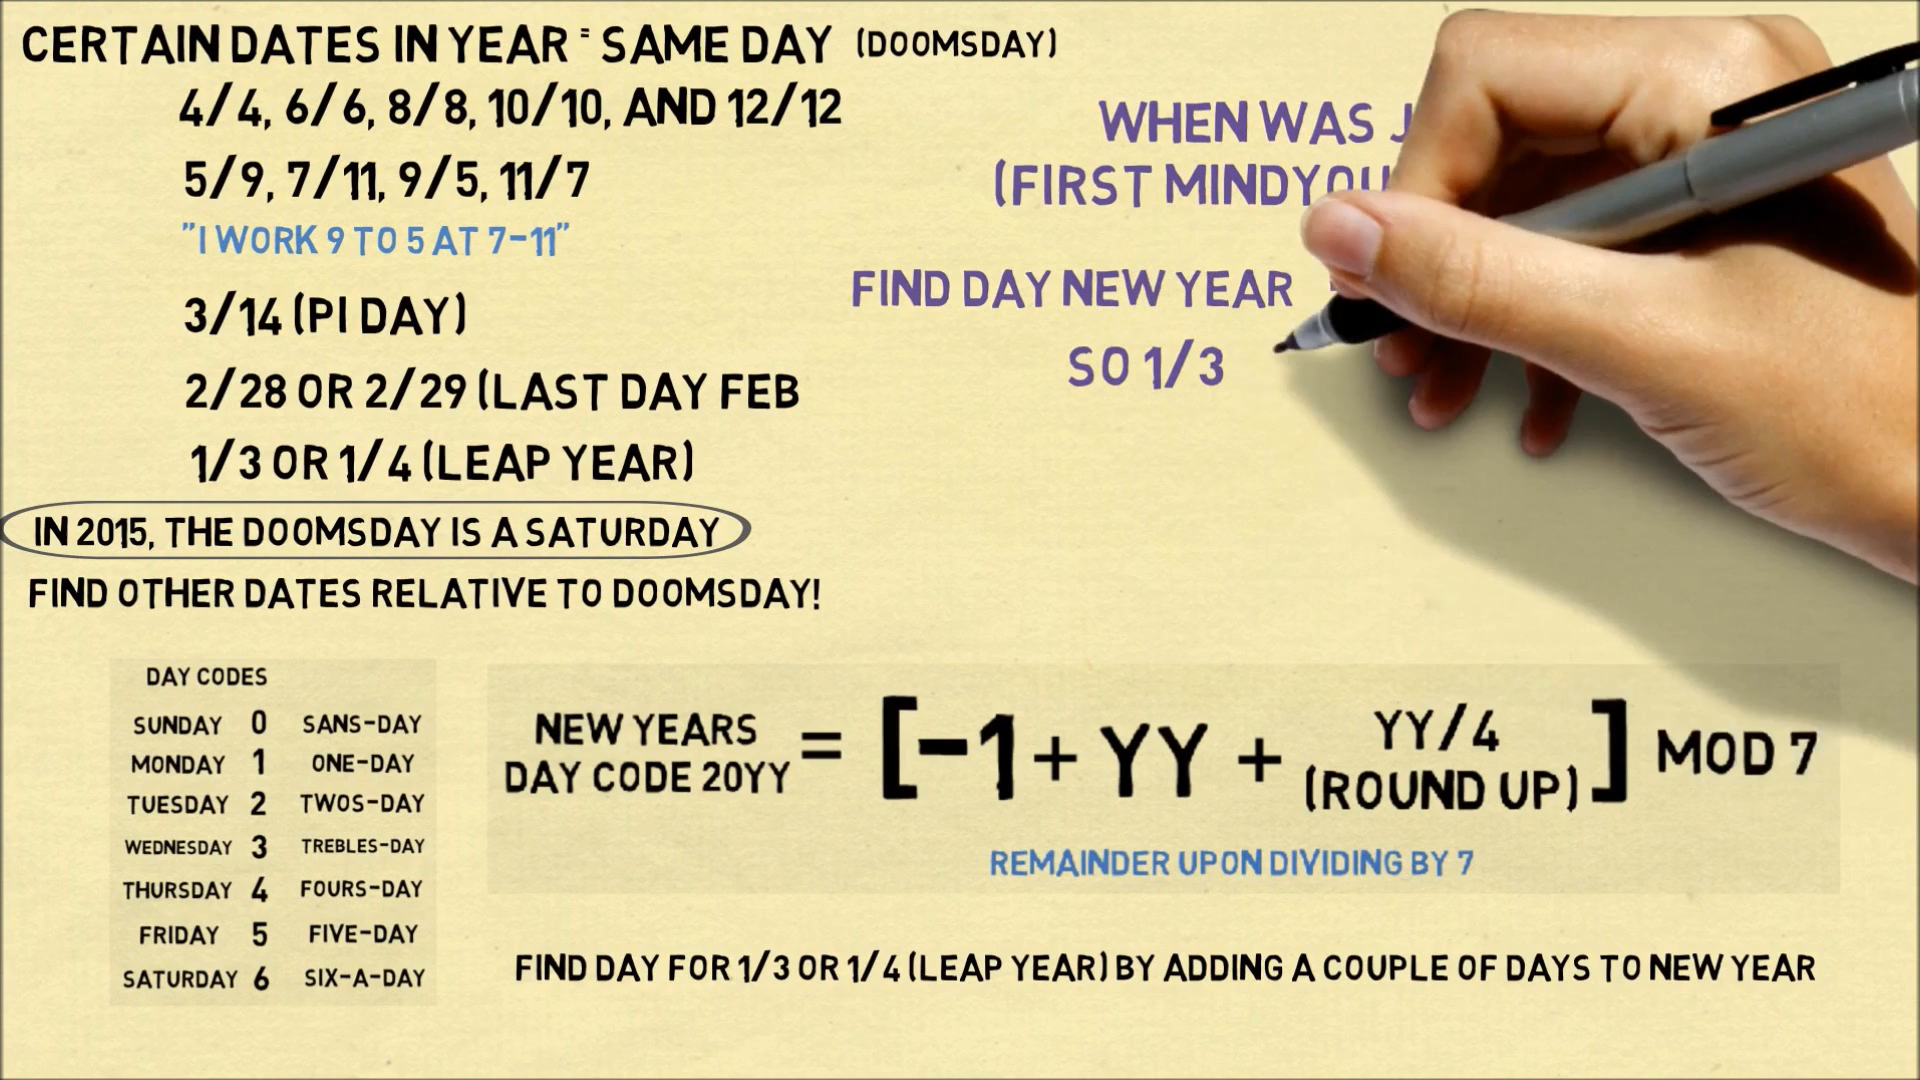 CERTAIN DATES IN YEAR = SAME DAY (DOOMSDAY)
4/4, 6/6, 8/8, 10/10, AND 12/12
5/9, 7/11, 9/5, 11/7
"I WORK 9 TO 5 AT 7-11"
3/14 (PI DAY)
2/28 OR 2/29 (LAST DAY FEB
1/3 OR 1/4 (LEAP YEAR)
IN 2015, THE DOOMSDAY IS A SATURDAY
FIND OTHER DATES RELATIVE TO DOOMSDAY!
WHEN WAS J
(FIRST MINDYOU
FIND DAY NEW YEAR
SO 1/3
DAY CODES
SUNDAY 0 SANS-DAY
MONDAY 1 ONE-DAY
TUESDAY 2 TWOS-DAY
WEDNESDAY 3 TREBLES-DAY
THURSDAY 4 FOURS-DAY
FRIDAY 5 FIVE-DAY
SATURDAY 6 SIX-A-DAY
NEW YEARS
DAY CODE 20YY = [-1 + YY + YY/4 (ROUND UP)] MOD 7
REMAINDER UPON DIVIDING BY 7
FIND DAY FOR 1/3 OR 1/4 (LEAP YEAR) BY ADDING A COUPLE OF DAYS TO NEW YEAR